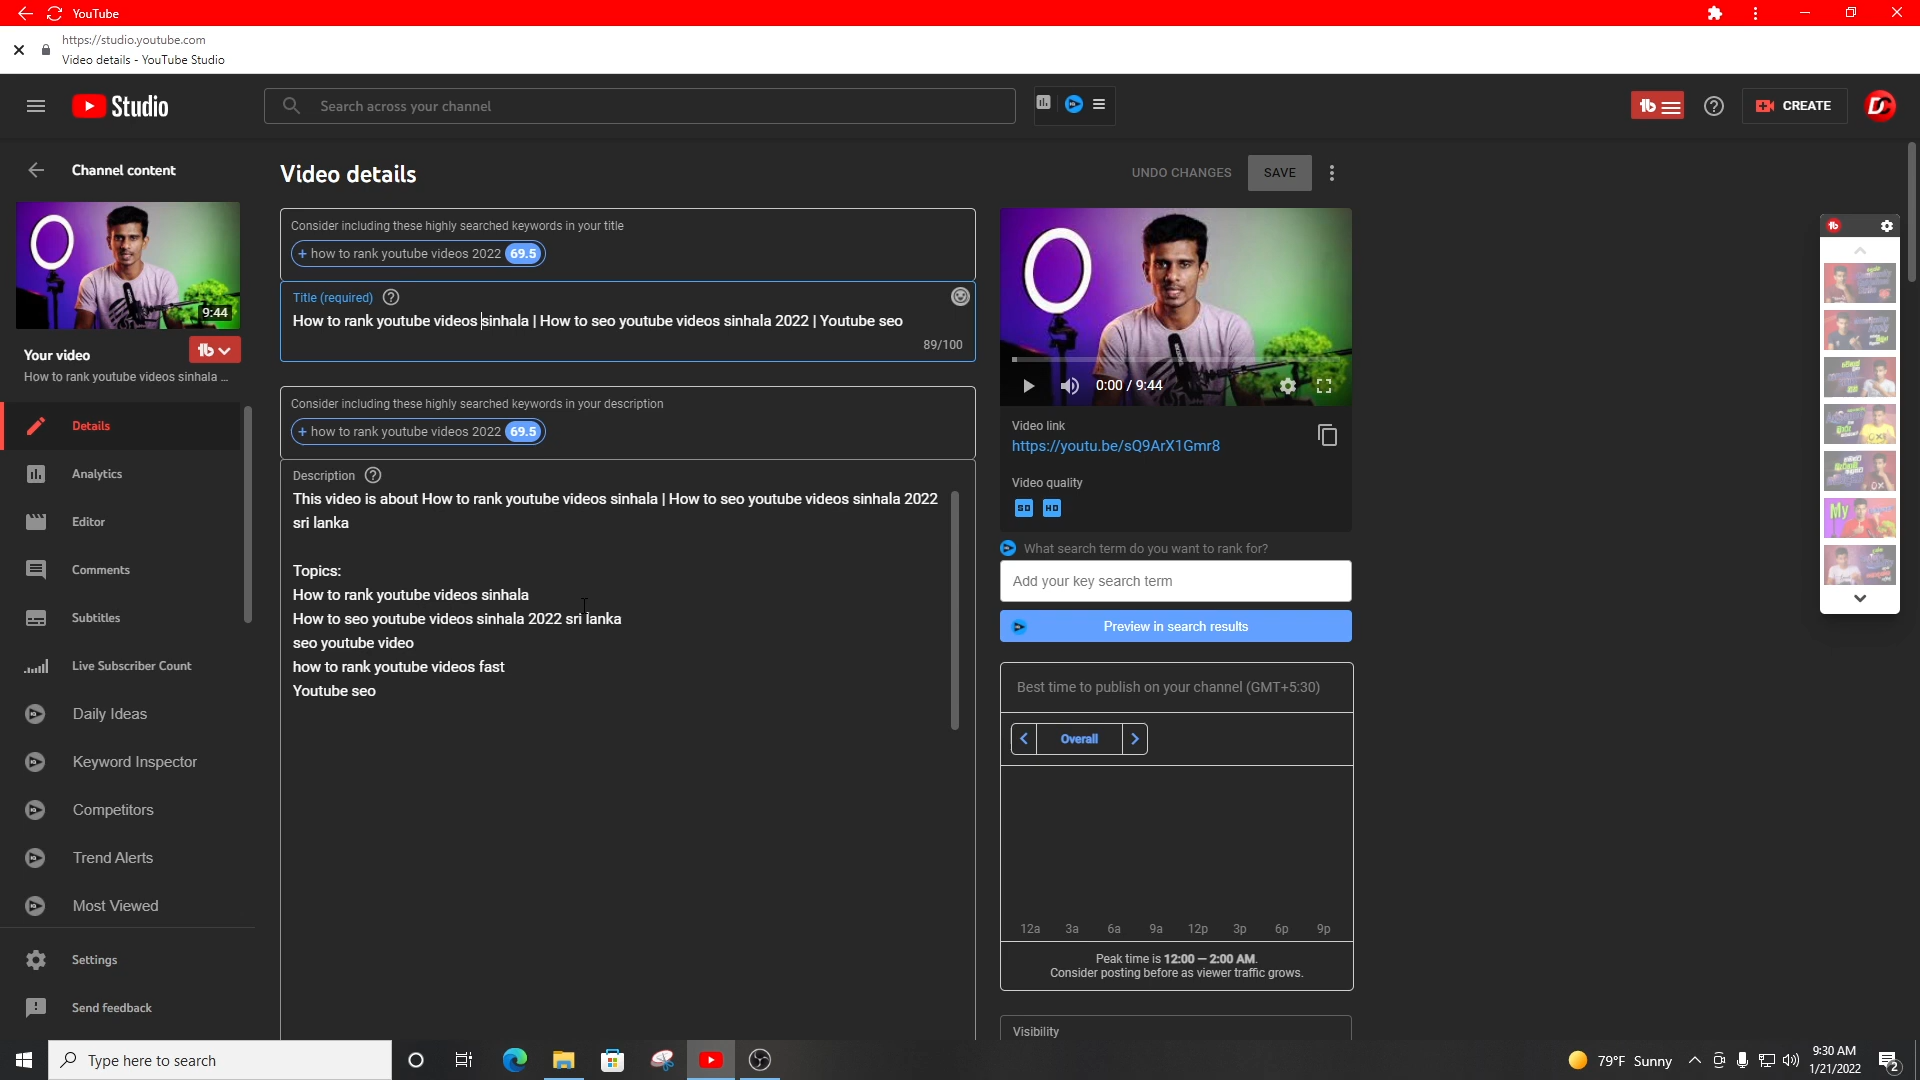 YouTube
https://studio.youtube.com
Video details - YouTube Studio
Studio
Search across your channel
CREATE
Channel content
Video details
UNDO CHANGES
SAVE
9:44
Your video
How to rank youtube videos sinhala ...
Details
Analytics
Editor
Comments
Subtitles
Live Subscriber Count
Daily Ideas
Keyword Inspector
Competitors
Trend Alerts
Most Viewed
Settings
Send feedback
Consider including these highly searched keywords in your title
+ how to rank youtube videos 2022 69.5
Title (required)
How to rank youtube videos sinhala | How to seo youtube videos sinhala 2022 | Youtube seo
89/100
Consider including these highly searched keywords in your description
+ how to rank youtube videos 2022 69.5
Description
This video is about How to rank youtube videos sinhala | How to seo youtube videos sinhala 2022
sri lanka
Topics:
How to rank youtube videos sinhala
How to seo youtube videos sinhala 2022 sri lanka
seo youtube video
how to rank youtube videos fast
Youtube seo
0:00 / 9:44
Video link
https://youtu.be/sQ9ArX1Gmr8
Video quality
SD HD
What search term do you want to rank for?
Add your key search term
Preview in search results
Best time to publish on your channel (GMT+5:30)
Overall
12a 3a 6a 9a 12p 3p 6p 9p
Peak time is 12:00 – 2:00 AM.
Consider posting before as viewer traffic grows.
Visibility
My
Type here to search
79°F Sunny
9:30 AM
1/21/2022
2